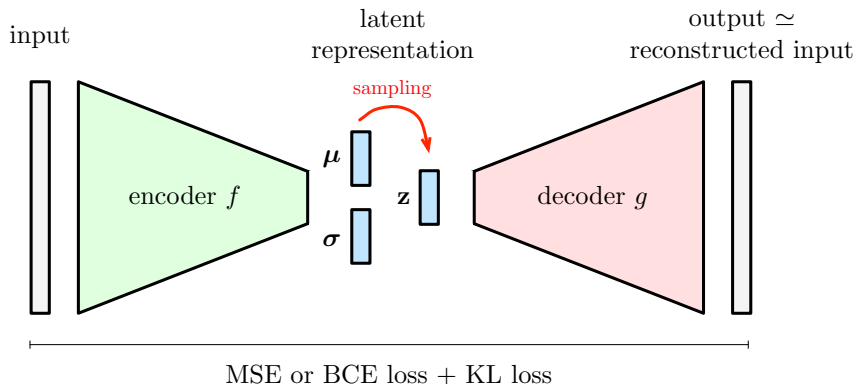 input
latent
representation
output ≃
reconstructed input
sampling
μ
encoder f
z
decoder g
σ
MSE or BCE loss + KL loss